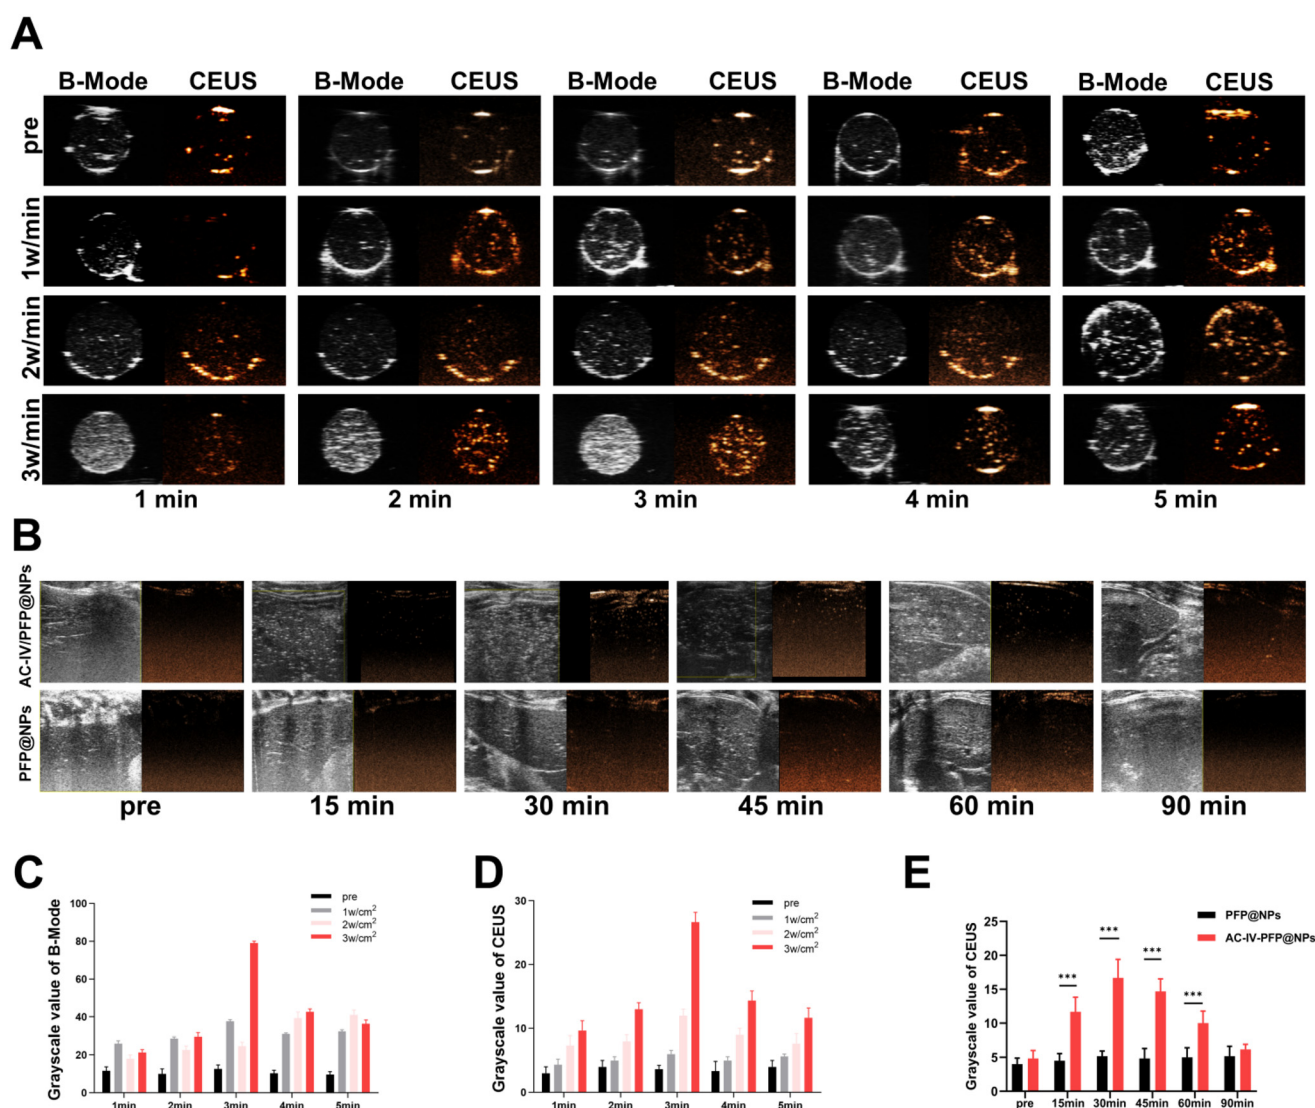 A
B-Mode CEUS B-Mode CEUS B-Mode CEUS B-Mode CEUS B-Mode CEUS
pre
1w/min
2w/min
3w/min
1 min 2 min 3 min 4 min 5 min
B
AC-IV/PFP@NPs
PFP@NPs
pre 15 min 30 min 45 min 60 min 90 min
C
Grayscale value of B-Mode
100
80
60
40
20
0
pre
1w/cm²
2w/cm²
3w/cm²
1min 2min 3min 4min 5min
D
Grayscale value of CEUS
30
20
10
0
pre
1w/cm²
2w/cm²
3w/cm²
1min 2min 3min 4min 5min
E
Grayscale value of CEUS
25
20
15
10
5
0
PFP@NPs
AC-IV-PFP@NPs
*** *** *** ***
pre 15min 30min 45min 60min 90min